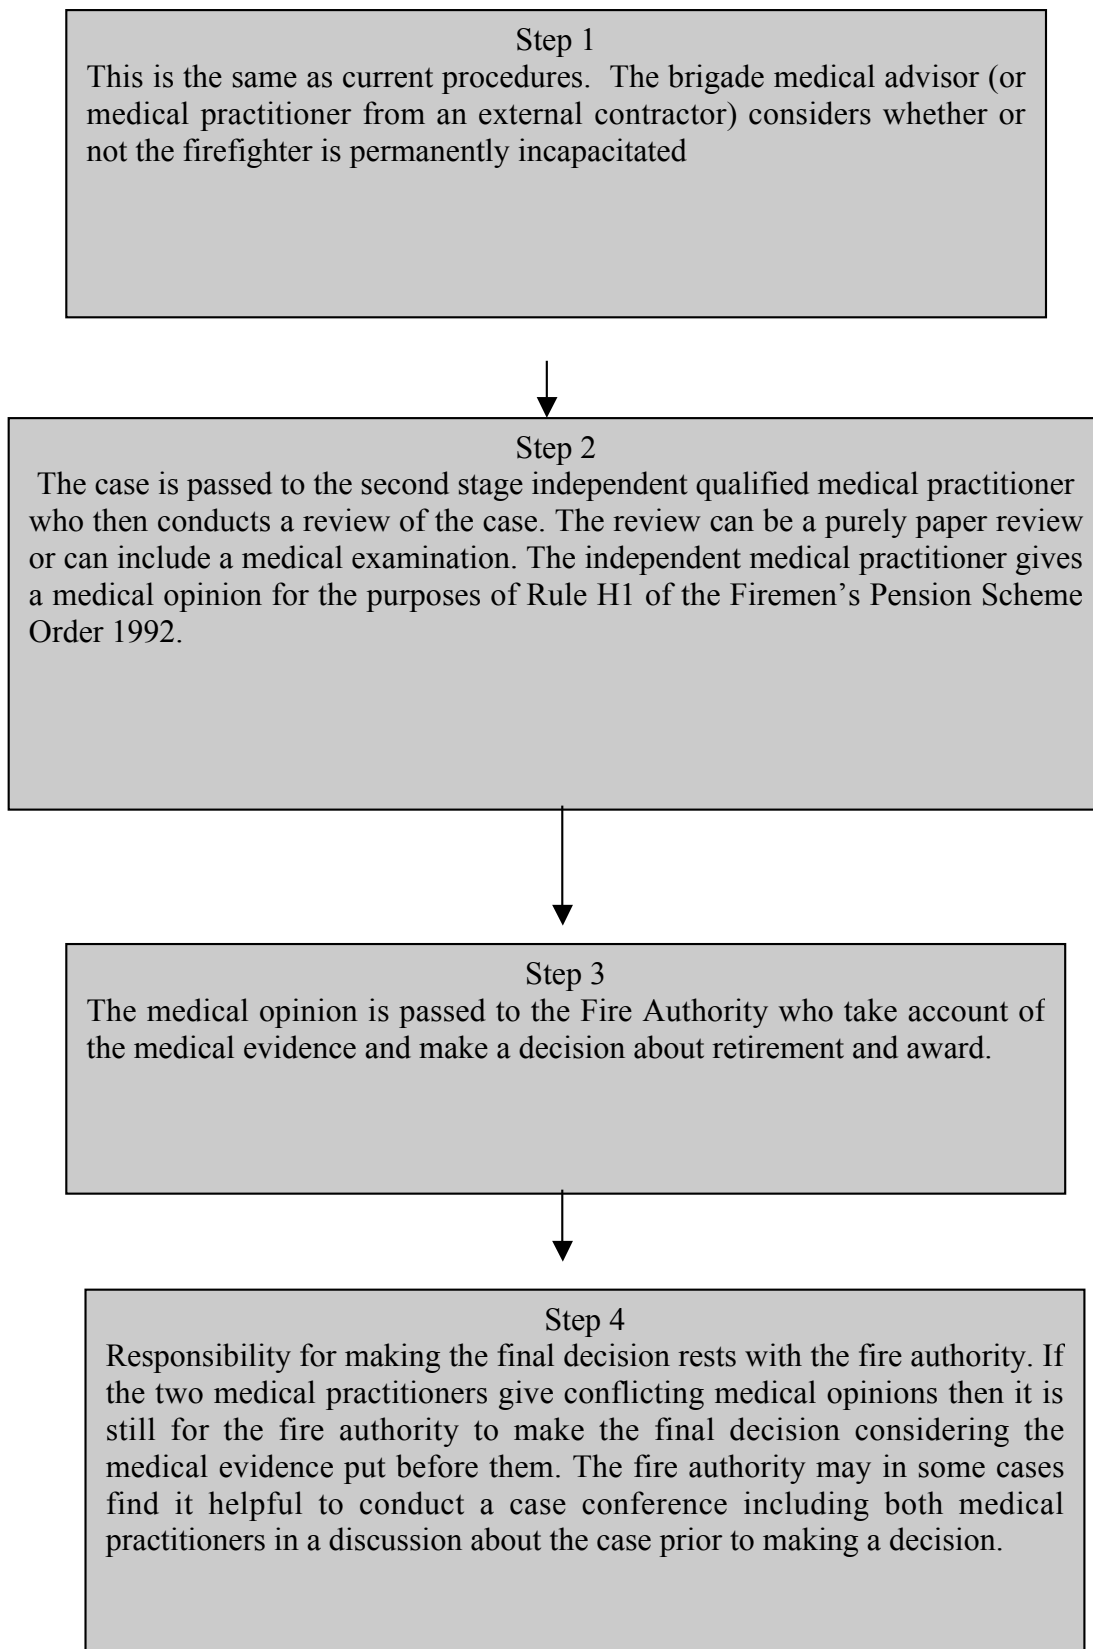 Step 1
This is the same as current procedures.  The brigade medical advisor (or
medical practitioner from an external contractor) considers whether or
not the firefighter is permanently incapacitated
Step 2
The case is passed to the second stage independent qualified medical practitioner
who then conducts a review of the case. The review can be a purely paper review
or can include a medical examination. The independent medical practitioner gives
a medical opinion for the purposes of Rule H1 of the Firemen’s Pension Scheme
Order 1992.
Step 3
The medical opinion is passed to the Fire Authority who take account of
the medical evidence and make a decision about retirement and award.
Step 4
Responsibility for making the final decision rests with the fire authority. If
the two medical practitioners give conflicting medical opinions then it is
still for the fire authority to make the final decision considering the
medical evidence put before them. The fire authority may in some cases
find it helpful to conduct a case conference including both medical
practitioners in a discussion about the case prior to making a decision.